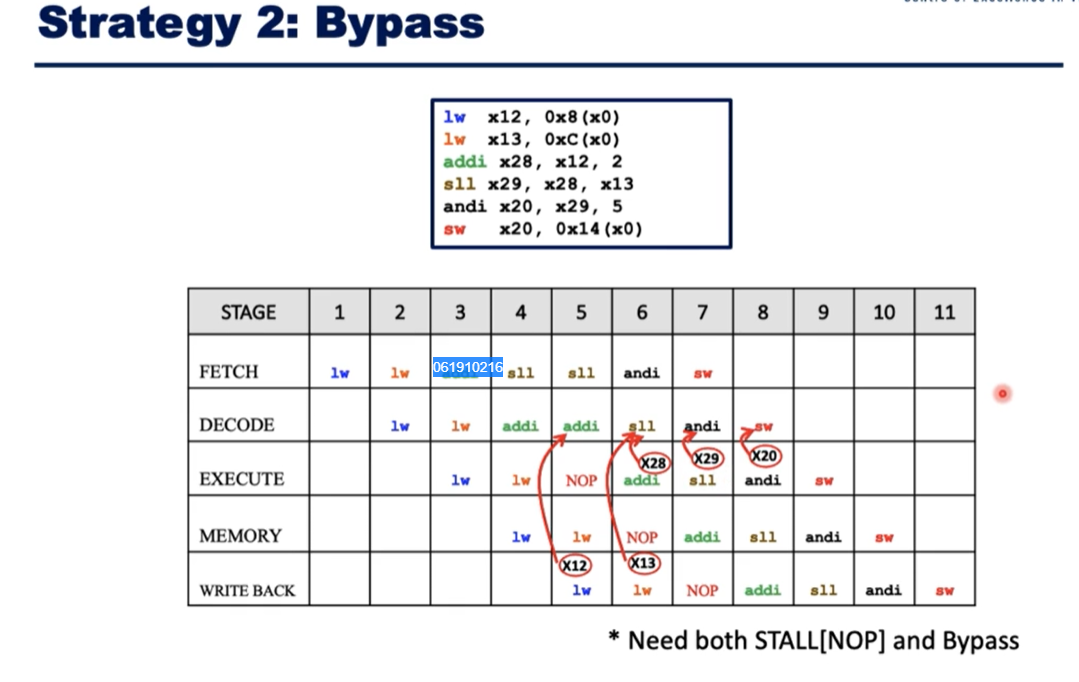 Strategy 2: Bypass
lw x12, 0x8(x0)
lw x13, 0xC(x0)
addi x28, x12, 2
sll x29, x28, x13
andi x20, x29, 5
sw x20, 0x14(x0)
STAGE 1 2 3 4 5 6 7 8 9 10 11
FETCH lw lw 061910216 sll sll andi sw
DECODE lw lw addi addi sll andi sw
X28 X29 X20
EXECUTE lw lw NOP addi sll andi sw
MEMORY lw lw NOP addi sll andi sw
X12 X13
WRITE BACK lw lw NOP addi sll andi sw
* Need both STALL[NOP] and Bypass